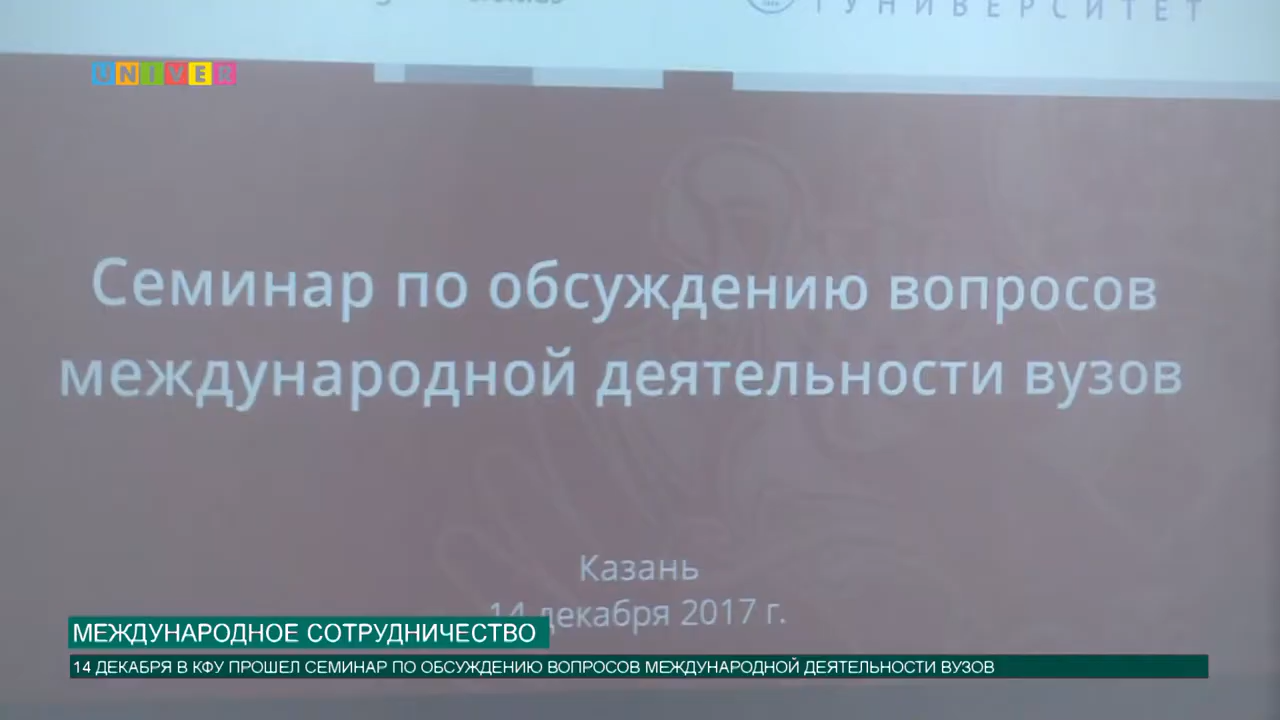 УНИВЕРСИТЕТ
UNIVER
Семинар по обсуждению вопросов
международной деятельности вузов
Казань
14 декабря 2017 г.
МЕЖДУНАРОДНОЕ СОТРУДНИЧЕСТВО
14 ДЕКАБРЯ В КФУ ПРОШЕЛ СЕМИНАР ПО ОБСУЖДЕНИЮ ВОПРОСОВ МЕЖДУНАРОДНОЙ ДЕЯТЕЛЬНОСТИ ВУЗОВ